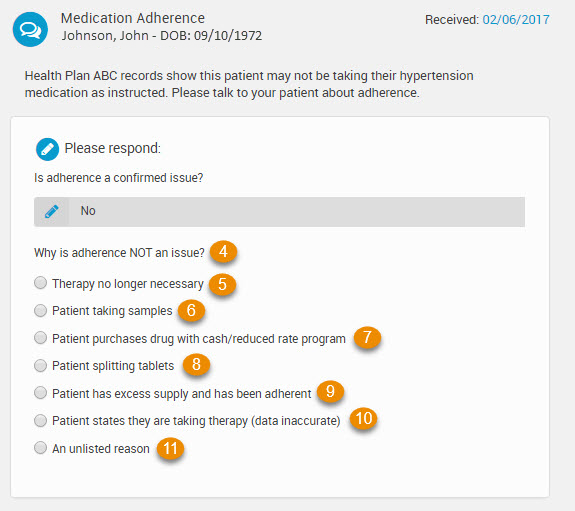 Medication Adherence
Received: 02/06/2017
Johnson, John - DOB: 09/10/1972
Health Plan ABC records show this patient may not be taking their hypertension
medication as instructed. Please talk to your patient about adherence.
Please respond:
Is adherence a confirmed issue?
No
Why is adherence NOT an issue? 4
Therapy no longer necessary 5
Patient taking samples 6
Patient purchases drug with cash/reduced rate program 7
Patient splitting tablets 8
Patient has excess supply and has been adherent 9
Patient states they are taking therapy (data inaccurate) 10
An unlisted reason 11